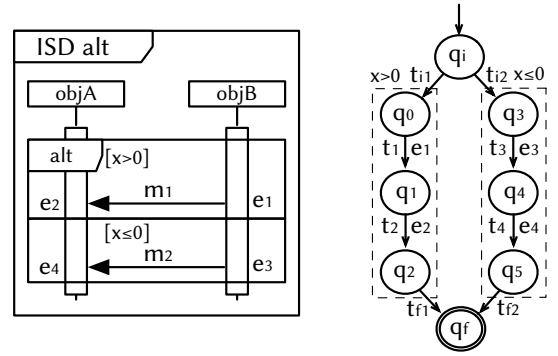 ISD alt
objA objB
alt [x>0]
e2 m1 e1
[x≤0]
e4 m2 e3
qi
x>0 ti1 ti2 x≤0
q0 q3
t1 e1 t3 e3
q1 q4
t2 e2 t4 e4
q2 q5
tf1 tf2
qf